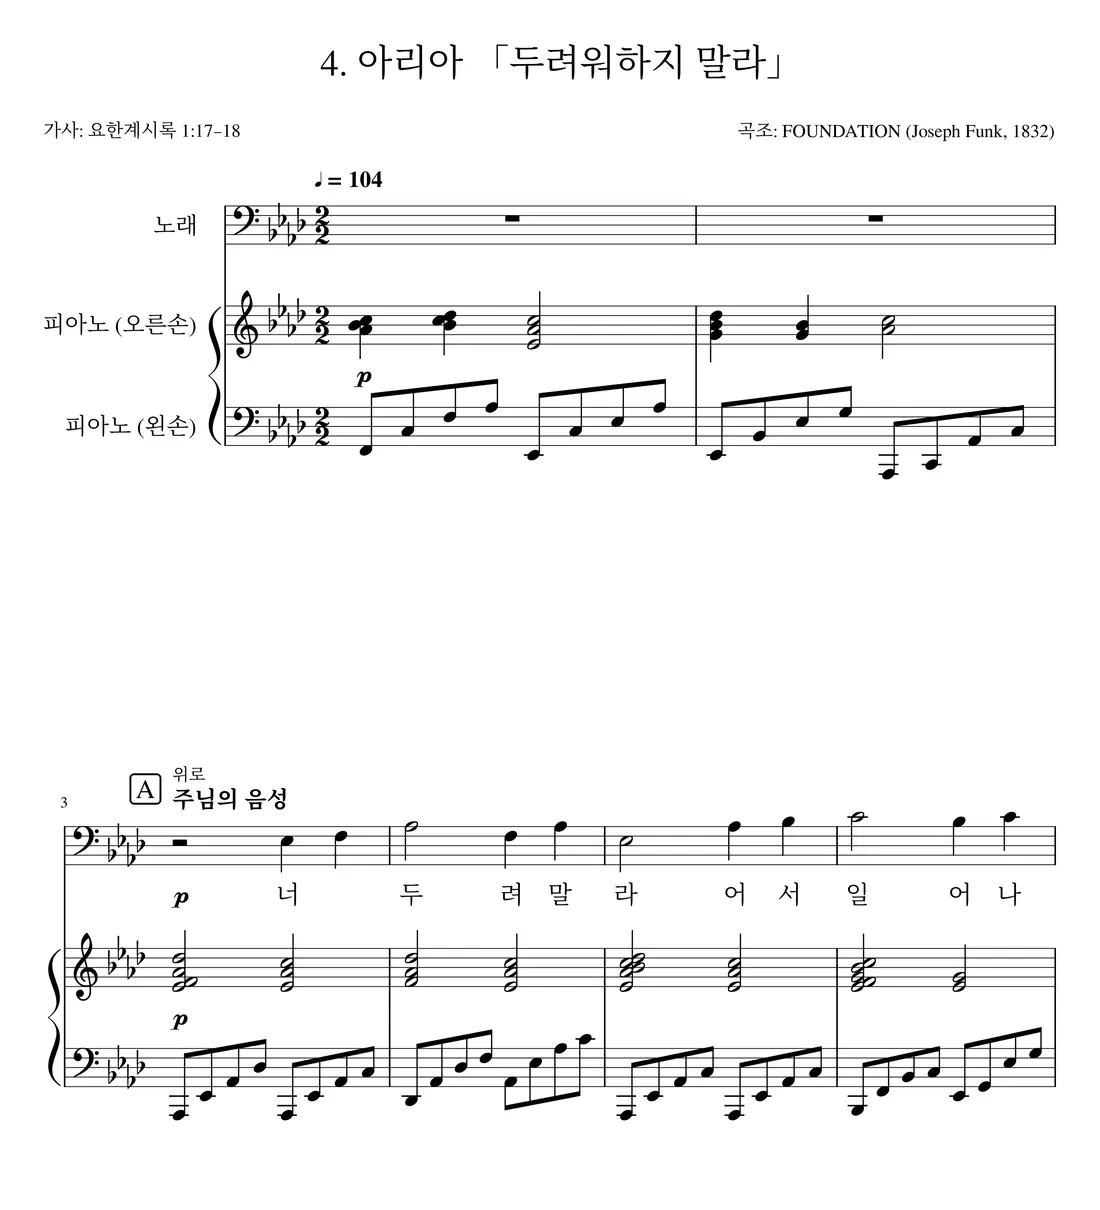 4. 아리아 「두려워하지 말라」
가사: 요한계시록 1:17–18
곡조: FOUNDATION (Joseph Funk, 1832)
♩ = 104
노래
피아노 (오른손)
p
피아노 (왼손)
3
A
위로
주님의 음성
p 너 두 려 말 라 어 서 일 어 나
p